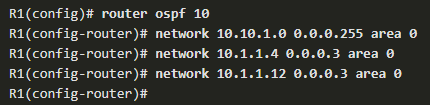 R1(config)# router ospf 10
R1(config-router)# network 10.10.1.0 0.0.0.255 area 0
R1(config-router)# network 10.1.1.4 0.0.0.3 area 0
R1(config-router)# network 10.1.1.12 0.0.0.3 area 0
R1(config-router)#